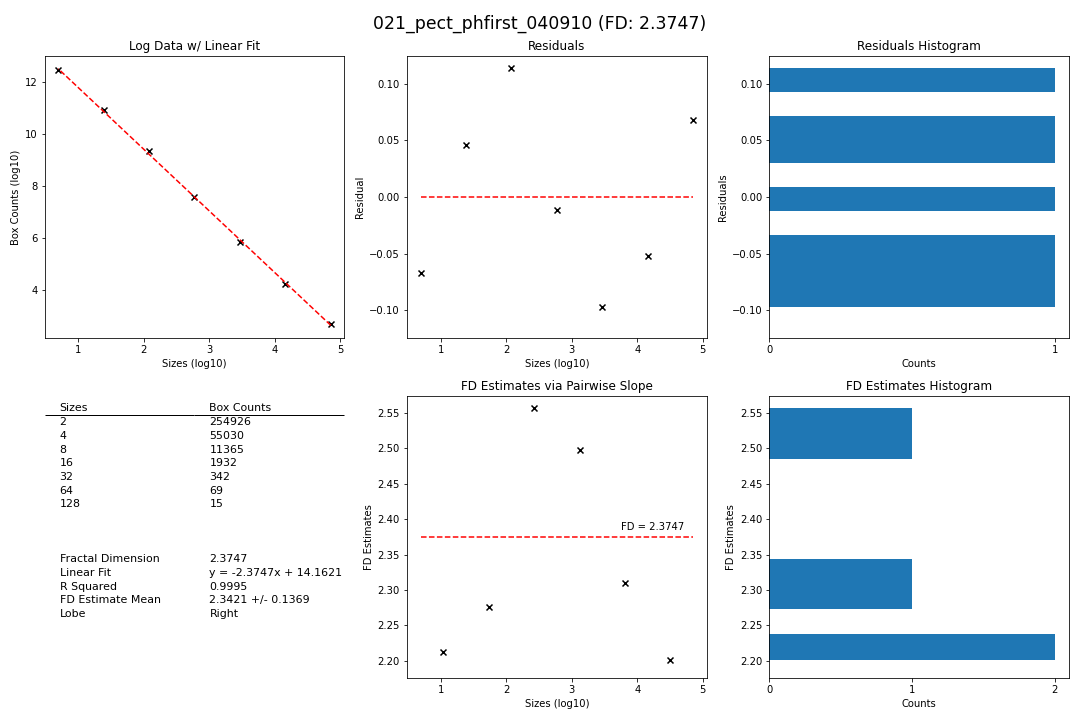 021_pect_phfirst_040910 (FD: 2.3747)
Log Data w/ Linear Fit
12
10
8
6
4
Box Counts (log10)
1 2 3 4 5
Sizes (log10)
Residuals
0.10
0.05
0.00
−0.05
−0.10
Residual
1 2 3 4 5
Sizes (log10)
Residuals Histogram
0.10
0.05
0.00
−0.05
−0.10
Residuals
0 1
Counts
Sizes Box Counts
2 254926
4 55030
8 11365
16 1932
32 342
64 69
128 15
Fractal Dimension 2.3747
Linear Fit y = -2.3747x + 14.1621
R Squared 0.9995
FD Estimate Mean 2.3421 +/- 0.1369
Lobe Right
FD Estimates via Pairwise Slope
2.55
2.50
2.45
2.40
2.35
2.30
2.25
2.20
FD Estimates
FD = 2.3747
1 2 3 4 5
Sizes (log10)
FD Estimates Histogram
2.55
2.50
2.45
2.40
2.35
2.30
2.25
2.20
FD Estimates
0 1 2
Counts